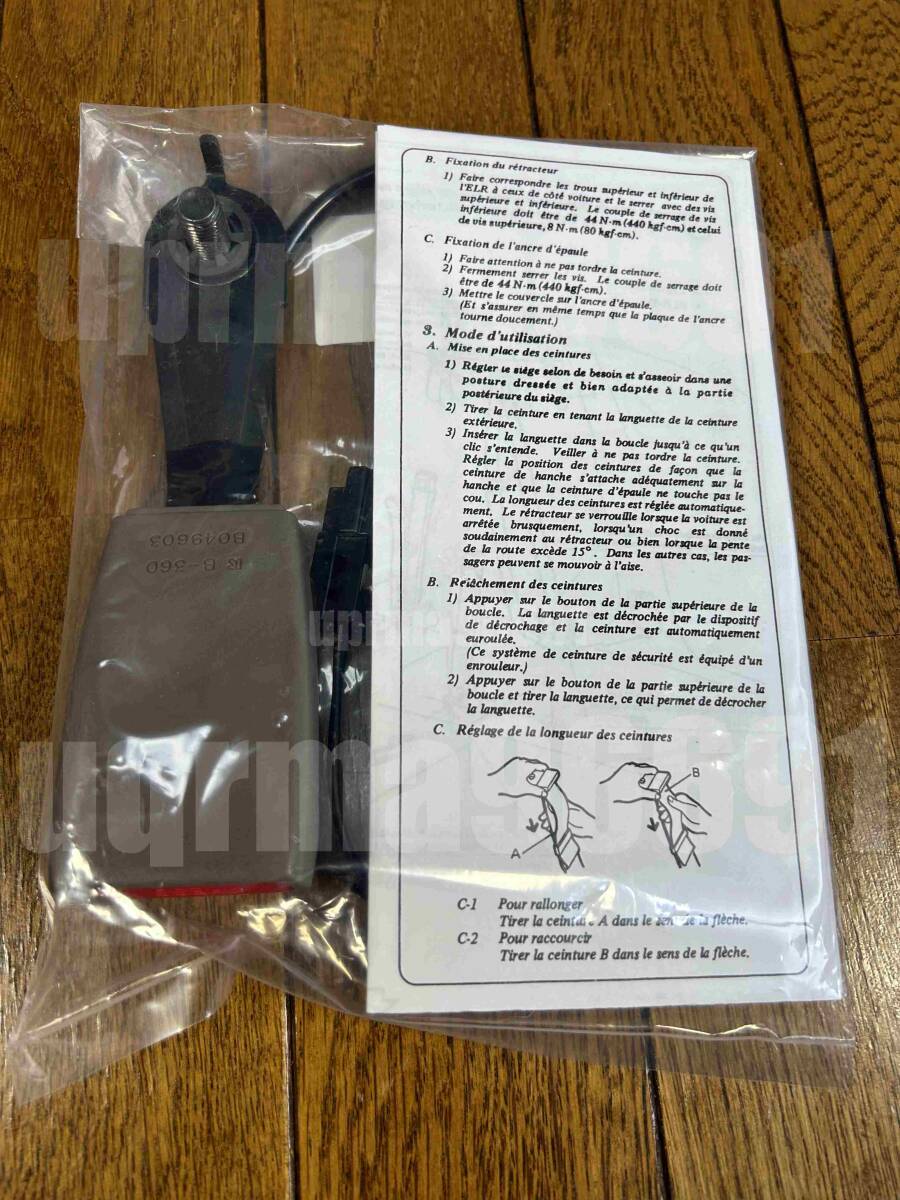 B. Fixation du rétracteur
1) Faire correspondre les trous supérieur et inférieur de
l'ELR à ceux de côté voiture et le serrer avec des vis
supérieure et inférieure. Le couple de serrage de vis
inférieure doit être de 44 N·m (440 kgf·cm) et celui
de vis supérieure, 8 N·m (80 kgf·cm).
C. Fixation de l'ancre d'épaule
1) Faire attention à ne pas tordre la ceinture.
2) Fermement serrer les vis. Le couple de serrage doit
être de 44 N·m (440 kgf·cm).
3) Mettre le couvercle sur l'ancre d'épaule.
(Et s'assurer en même temps que la plaque de l'ancre
tourne doucement.)
3. Mode d'utilisation
A. Mise en place des ceintures
1) Régler le siége selon de besoin et s'asseoir dans une
posture dressée et bien adaptée à la partie
postérieure du siège.
2) Tirer la ceinture en tenant la languette de la ceinture
extérieure.
3) Insérer la languette dans la boucle jusqu'à ce qu'un
clic s'entende. Veiller à ne pas tordre la ceinture.
Régler la position des ceintures de façon que la
ceinture de hanche s'attache adéquatement sur la
hanche et que la ceinture d'épaule ne touche pas le
cou. La longueur des ceintures est réglée automatique-
ment. Le rétracteur se verrouille lorsque la voiture est
arrêtée brusquement, lorsqu'un choc est donné
soudainement au rétracteur ou bien lorsque la pente
de la route excède 15°. Dans les autres cas, les pas-
sagers peuvent se mouvoir à l'aise.
B. Relâchement des ceintures
1) Appuyer sur le bouton de la partie supérieure de la
boucle. La languette est décrochée par le dispositif
de décrochage et la ceinture est automatiquement
euroulée.
(Ce système de ceinture de sécurité est équipé d'un
enrouleur.)
2) Appuyer sur le bouton de la partie supérieure de la
boucle et tirer la languette, ce qui permet de décrocher
la languette.
C. Réglage de la longueur des ceintures
A
B
C-1 Pour rallonger
Tirer la ceinture A dans le sens de la flèche.
C-2 Pour raccourcir
Tirer la ceinture B dans le sens de la flèche.
B-360
B049603
uqrma9691